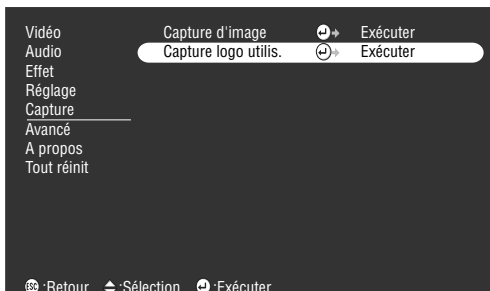 Vidéo
Audio
Effet
Réglage
Capture
Avancé
A propos
Tout réinit
Capture d'image Exécuter
Capture logo utilis. Exécuter
ESC :Retour :Sélection :Exécuter